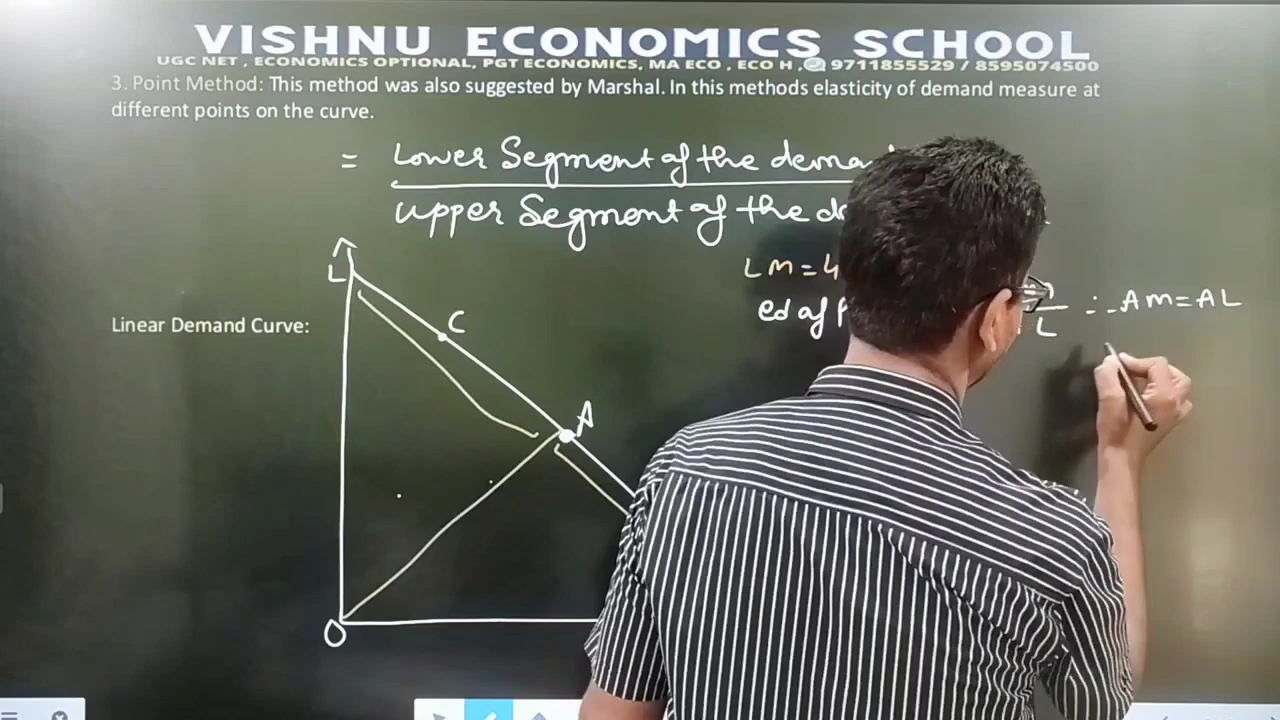 VISHNU ECONOMICS SCHOOL
UGC NET , ECONOMICS OPTIONAL, PGT ECONOMICS, MA ECO , ECO H , 9711855529 / 8595074500
3. Point Method: This method was also suggested by Marshal. In this methods elasticity of demand measure at
different points on the curve.
= Lower Segment of the
Upper Segment of the
LM = 4
ed of
L ∴ AM = AL
L
C
Linear Demand Curve:
A
O